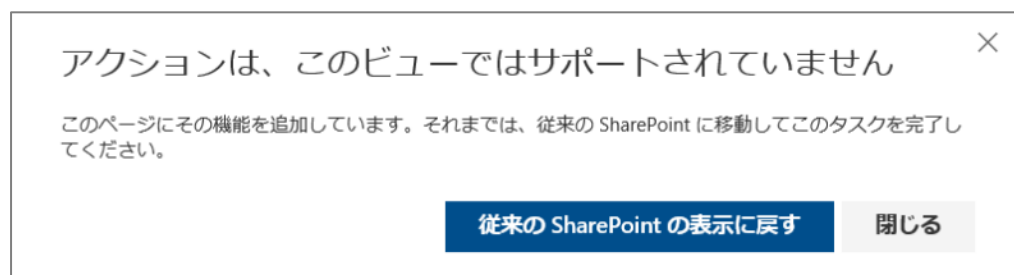 アクションは、このビューではサポートされていません
このページにその機能を追加しています。それまでは、従来の SharePoint に移動してこのタスクを完了し
てください。
従来の SharePoint の表示に戻す 閉じる